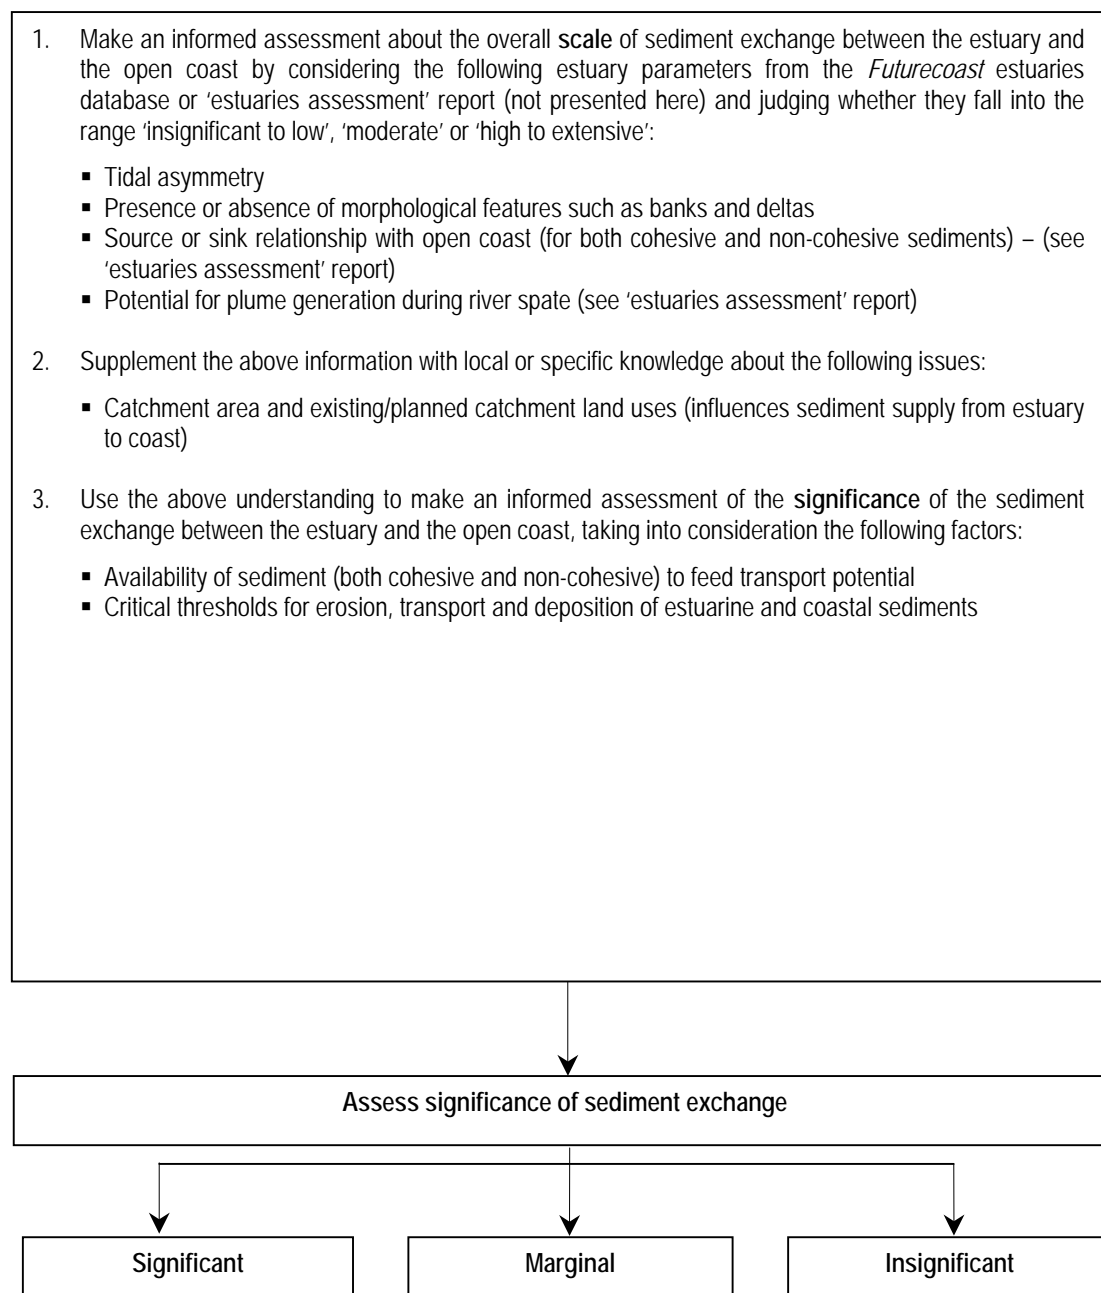 1. Make an informed assessment about the overall scale of sediment exchange between the estuary and
the open coast by considering the following estuary parameters from the Futurecoast estuaries
database or ‘estuaries assessment’ report (not presented here) and judging whether they fall into the
range ‘insignificant to low’, ‘moderate’ or ‘high to extensive’:
▪ Tidal asymmetry
▪ Presence or absence of morphological features such as banks and deltas
▪ Source or sink relationship with open coast (for both cohesive and non-cohesive sediments) – (see
‘estuaries assessment’ report)
▪ Potential for plume generation during river spate (see ‘estuaries assessment’ report)
2. Supplement the above information with local or specific knowledge about the following issues:
▪ Catchment area and existing/planned catchment land uses (influences sediment supply from estuary
to coast)
3. Use the above understanding to make an informed assessment of the significance of the sediment
exchange between the estuary and the open coast, taking into consideration the following factors:
▪ Availability of sediment (both cohesive and non-cohesive) to feed transport potential
▪ Critical thresholds for erosion, transport and deposition of estuarine and coastal sediments
Assess significance of sediment exchange
Significant
Marginal
Insignificant